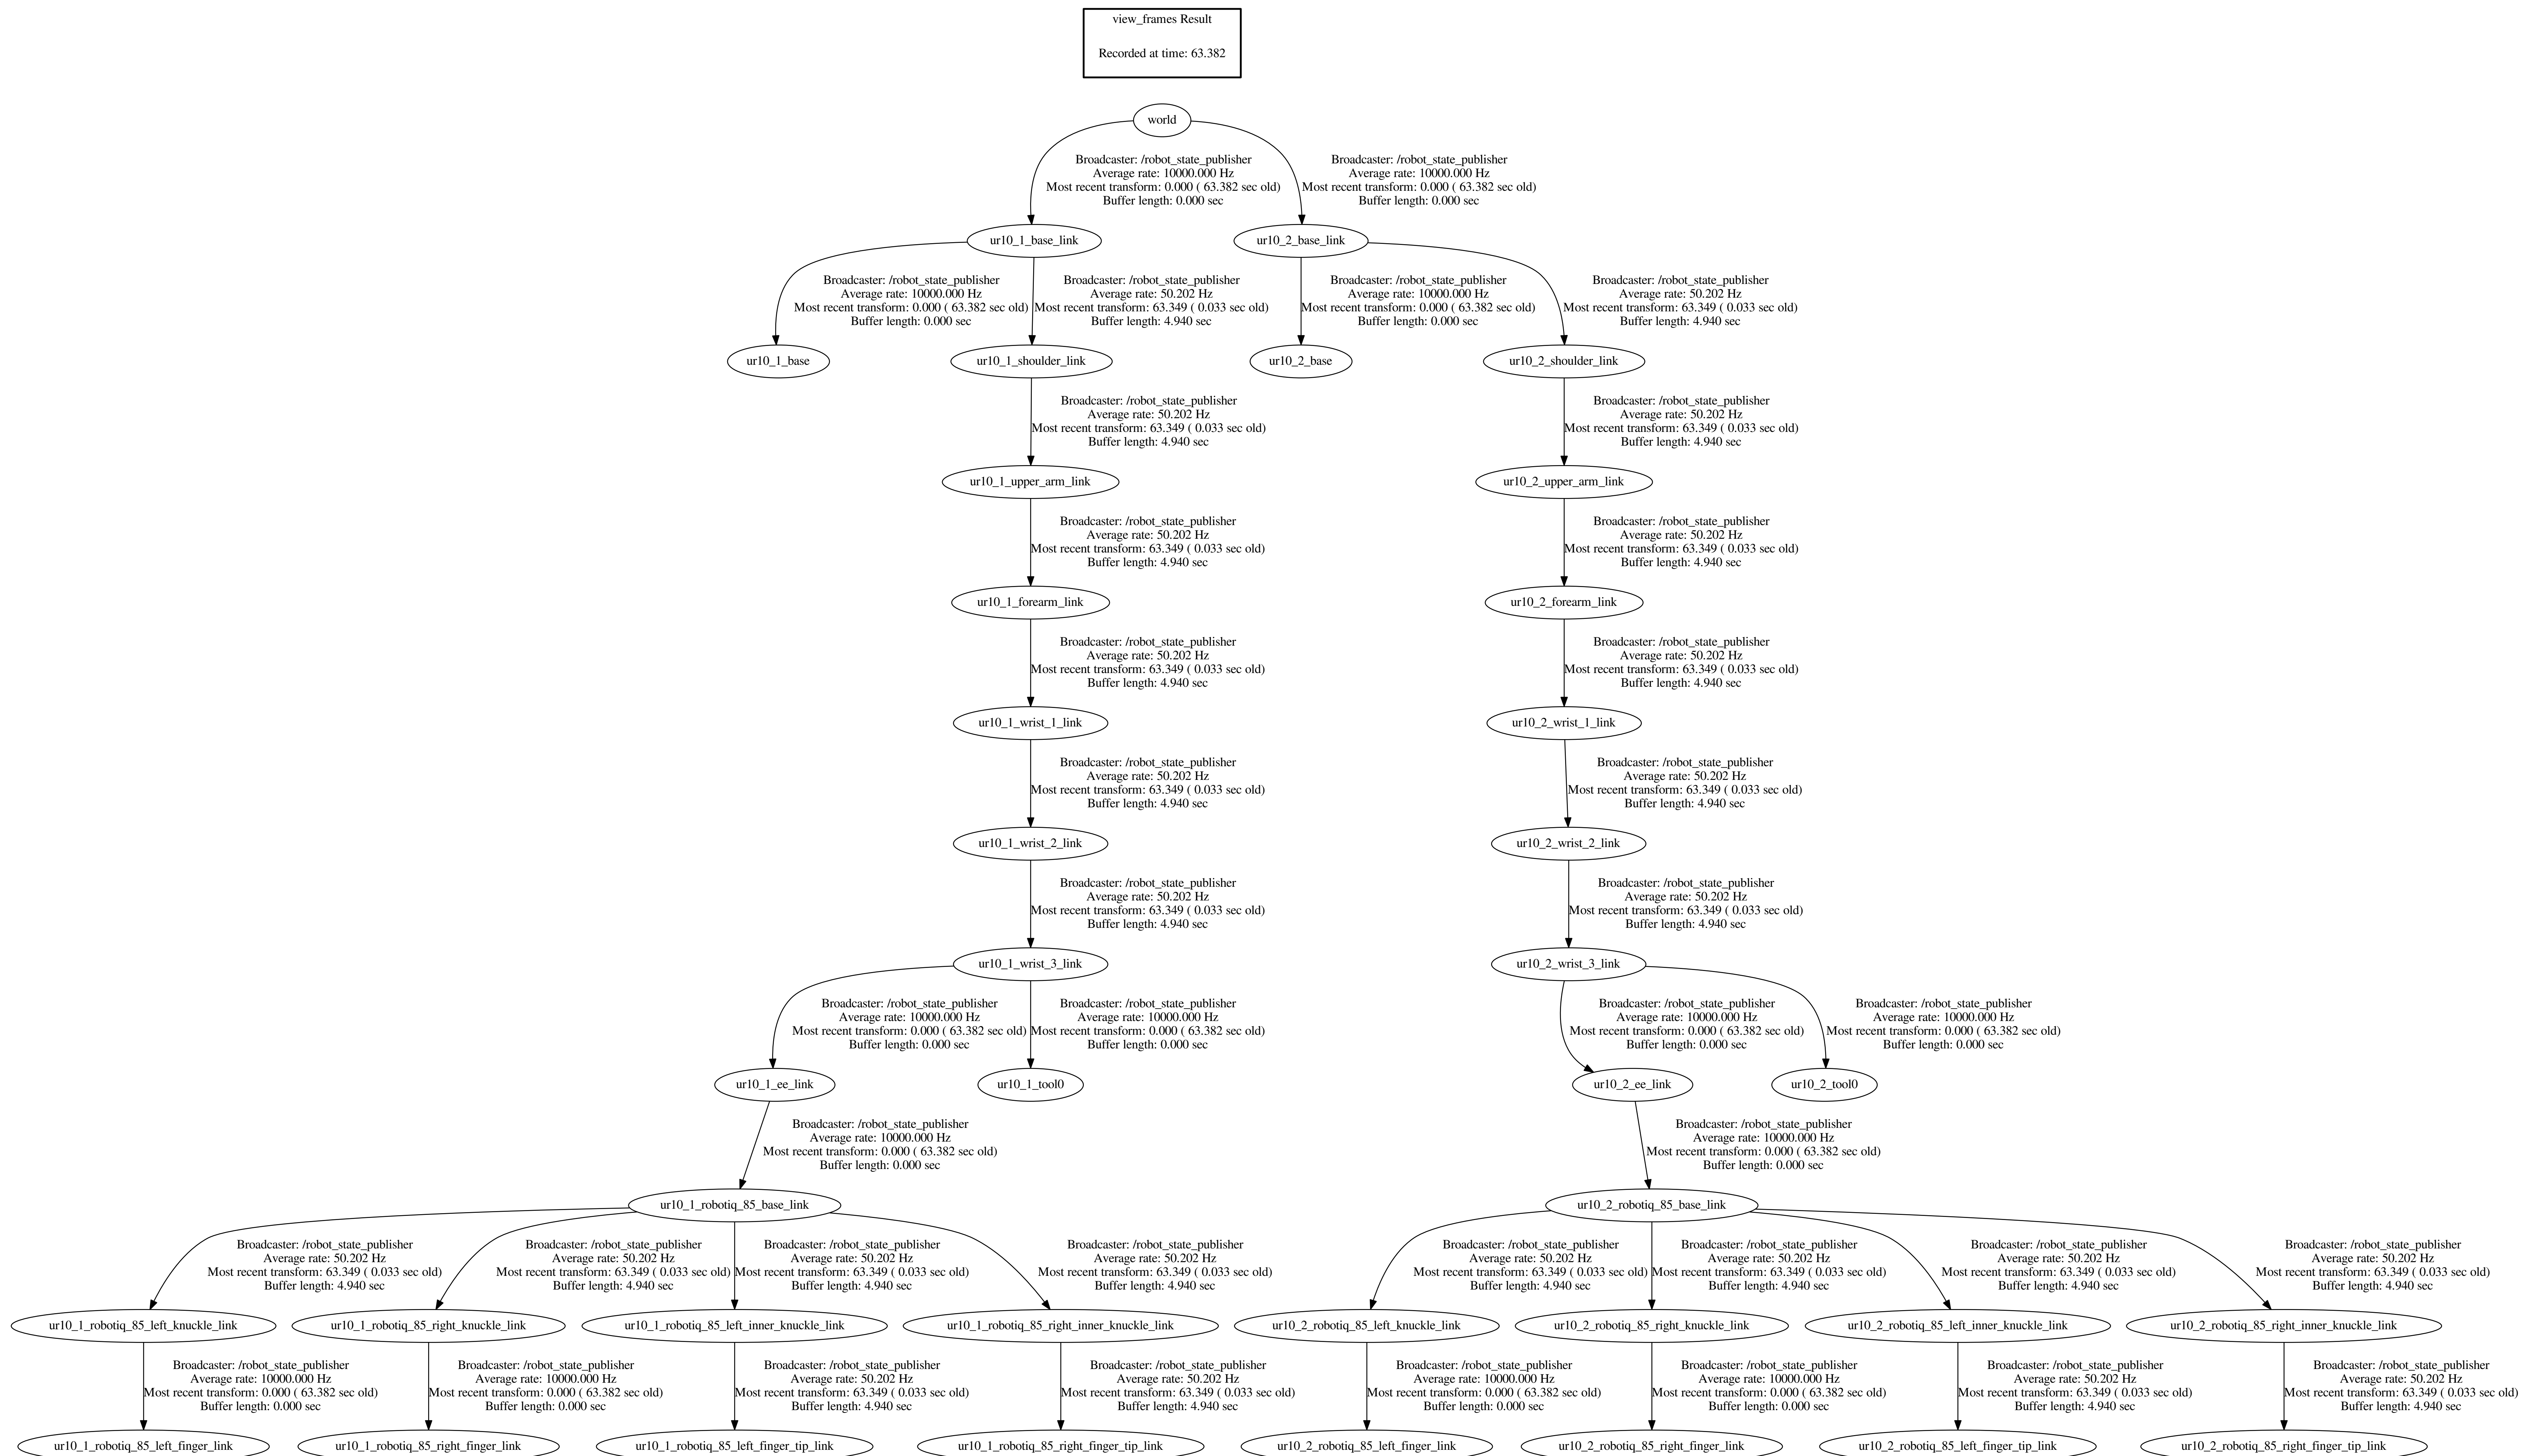 view_frames Result
Recorded at time: 63.382
world
Broadcaster: /robot_state_publisher
Average rate: 10000.000 Hz
Most recent transform: 0.000 ( 63.382 sec old)
Buffer length: 0.000 sec
Broadcaster: /robot_state_publisher
Average rate: 10000.000 Hz
Most recent transform: 0.000 ( 63.382 sec old)
Buffer length: 0.000 sec
ur10_1_base_link
ur10_2_base_link
Broadcaster: /robot_state_publisher
Average rate: 10000.000 Hz
Most recent transform: 0.000 ( 63.382 sec old)
Buffer length: 0.000 sec
Broadcaster: /robot_state_publisher
Average rate: 50.202 Hz
Most recent transform: 63.349 ( 0.033 sec old)
Buffer length: 4.940 sec
Broadcaster: /robot_state_publisher
Average rate: 10000.000 Hz
Most recent transform: 0.000 ( 63.382 sec old)
Buffer length: 0.000 sec
Broadcaster: /robot_state_publisher
Average rate: 50.202 Hz
Most recent transform: 63.349 ( 0.033 sec old)
Buffer length: 4.940 sec
ur10_1_base
ur10_1_shoulder_link
ur10_2_base
ur10_2_shoulder_link
Broadcaster: /robot_state_publisher
Average rate: 50.202 Hz
Most recent transform: 63.349 ( 0.033 sec old)
Buffer length: 4.940 sec
Broadcaster: /robot_state_publisher
Average rate: 50.202 Hz
Most recent transform: 63.349 ( 0.033 sec old)
Buffer length: 4.940 sec
ur10_1_upper_arm_link
ur10_2_upper_arm_link
Broadcaster: /robot_state_publisher
Average rate: 50.202 Hz
Most recent transform: 63.349 ( 0.033 sec old)
Buffer length: 4.940 sec
Broadcaster: /robot_state_publisher
Average rate: 50.202 Hz
Most recent transform: 63.349 ( 0.033 sec old)
Buffer length: 4.940 sec
ur10_1_forearm_link
ur10_2_forearm_link
Broadcaster: /robot_state_publisher
Average rate: 50.202 Hz
Most recent transform: 63.349 ( 0.033 sec old)
Buffer length: 4.940 sec
Broadcaster: /robot_state_publisher
Average rate: 50.202 Hz
Most recent transform: 63.349 ( 0.033 sec old)
Buffer length: 4.940 sec
ur10_1_wrist_1_link
ur10_2_wrist_1_link
Broadcaster: /robot_state_publisher
Average rate: 50.202 Hz
Most recent transform: 63.349 ( 0.033 sec old)
Buffer length: 4.940 sec
Broadcaster: /robot_state_publisher
Average rate: 50.202 Hz
Most recent transform: 63.349 ( 0.033 sec old)
Buffer length: 4.940 sec
ur10_1_wrist_2_link
ur10_2_wrist_2_link
Broadcaster: /robot_state_publisher
Average rate: 50.202 Hz
Most recent transform: 63.349 ( 0.033 sec old)
Buffer length: 4.940 sec
Broadcaster: /robot_state_publisher
Average rate: 50.202 Hz
Most recent transform: 63.349 ( 0.033 sec old)
Buffer length: 4.940 sec
ur10_1_wrist_3_link
ur10_2_wrist_3_link
Broadcaster: /robot_state_publisher
Average rate: 10000.000 Hz
Most recent transform: 0.000 ( 63.382 sec old)
Buffer length: 0.000 sec
Broadcaster: /robot_state_publisher
Average rate: 10000.000 Hz
Most recent transform: 0.000 ( 63.382 sec old)
Buffer length: 0.000 sec
Broadcaster: /robot_state_publisher
Average rate: 10000.000 Hz
Most recent transform: 0.000 ( 63.382 sec old)
Buffer length: 0.000 sec
Broadcaster: /robot_state_publisher
Average rate: 10000.000 Hz
Most recent transform: 0.000 ( 63.382 sec old)
Buffer length: 0.000 sec
ur10_1_ee_link
ur10_1_tool0
ur10_2_ee_link
ur10_2_tool0
Broadcaster: /robot_state_publisher
Average rate: 10000.000 Hz
Most recent transform: 0.000 ( 63.382 sec old)
Buffer length: 0.000 sec
Broadcaster: /robot_state_publisher
Average rate: 10000.000 Hz
Most recent transform: 0.000 ( 63.382 sec old)
Buffer length: 0.000 sec
ur10_1_robotiq_85_base_link
ur10_2_robotiq_85_base_link
Broadcaster: /robot_state_publisher
Average rate: 50.202 Hz
Most recent transform: 63.349 ( 0.033 sec old)
Buffer length: 4.940 sec
Broadcaster: /robot_state_publisher
Average rate: 50.202 Hz
Most recent transform: 63.349 ( 0.033 sec old)
Buffer length: 4.940 sec
Broadcaster: /robot_state_publisher
Average rate: 50.202 Hz
Most recent transform: 63.349 ( 0.033 sec old)
Buffer length: 4.940 sec
Broadcaster: /robot_state_publisher
Average rate: 50.202 Hz
Most recent transform: 63.349 ( 0.033 sec old)
Buffer length: 4.940 sec
Broadcaster: /robot_state_publisher
Average rate: 50.202 Hz
Most recent transform: 63.349 ( 0.033 sec old)
Buffer length: 4.940 sec
Broadcaster: /robot_state_publisher
Average rate: 50.202 Hz
Most recent transform: 63.349 ( 0.033 sec old)
Buffer length: 4.940 sec
Broadcaster: /robot_state_publisher
Average rate: 50.202 Hz
Most recent transform: 63.349 ( 0.033 sec old)
Buffer length: 4.940 sec
Broadcaster: /robot_state_publisher
Average rate: 50.202 Hz
Most recent transform: 63.349 ( 0.033 sec old)
Buffer length: 4.940 sec
ur10_1_robotiq_85_left_knuckle_link
ur10_1_robotiq_85_right_knuckle_link
ur10_1_robotiq_85_left_inner_knuckle_link
ur10_1_robotiq_85_right_inner_knuckle_link
ur10_2_robotiq_85_left_knuckle_link
ur10_2_robotiq_85_right_knuckle_link
ur10_2_robotiq_85_left_inner_knuckle_link
ur10_2_robotiq_85_right_inner_knuckle_link
Broadcaster: /robot_state_publisher
Average rate: 10000.000 Hz
Most recent transform: 0.000 ( 63.382 sec old)
Buffer length: 0.000 sec
Broadcaster: /robot_state_publisher
Average rate: 10000.000 Hz
Most recent transform: 0.000 ( 63.382 sec old)
Buffer length: 0.000 sec
Broadcaster: /robot_state_publisher
Average rate: 50.202 Hz
Most recent transform: 63.349 ( 0.033 sec old)
Buffer length: 4.940 sec
Broadcaster: /robot_state_publisher
Average rate: 50.202 Hz
Most recent transform: 63.349 ( 0.033 sec old)
Buffer length: 4.940 sec
Broadcaster: /robot_state_publisher
Average rate: 10000.000 Hz
Most recent transform: 0.000 ( 63.382 sec old)
Buffer length: 0.000 sec
Broadcaster: /robot_state_publisher
Average rate: 10000.000 Hz
Most recent transform: 0.000 ( 63.382 sec old)
Buffer length: 0.000 sec
Broadcaster: /robot_state_publisher
Average rate: 50.202 Hz
Most recent transform: 63.349 ( 0.033 sec old)
Buffer length: 4.940 sec
Broadcaster: /robot_state_publisher
Average rate: 50.202 Hz
Most recent transform: 63.349 ( 0.033 sec old)
Buffer length: 4.940 sec
ur10_1_robotiq_85_left_finger_link
ur10_1_robotiq_85_right_finger_link
ur10_1_robotiq_85_left_finger_tip_link
ur10_1_robotiq_85_right_finger_tip_link
ur10_2_robotiq_85_left_finger_link
ur10_2_robotiq_85_right_finger_link
ur10_2_robotiq_85_left_finger_tip_link
ur10_2_robotiq_85_right_finger_tip_link